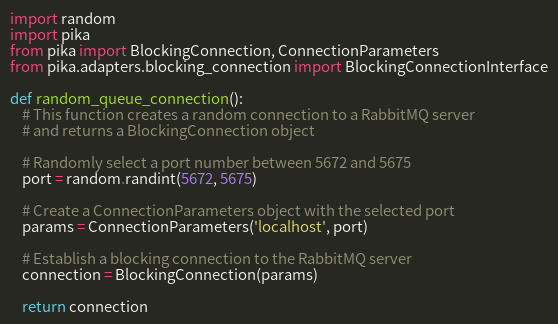 import random
import pika
from pika import BlockingConnection, ConnectionParameters
from pika.adapters.blocking_connection import BlockingConnectionInterface

def random_queue_connection():
    # This function creates a random connection to a RabbitMQ server
    # and returns a BlockingConnection object

    # Randomly select a port number between 5672 and 5675
    port = random.randint(5672, 5675)

    # Create a ConnectionParameters object with the selected port
    params = ConnectionParameters('localhost', port)

    # Establish a blocking connection to the RabbitMQ server
    connection = BlockingConnection(params)

    return connection